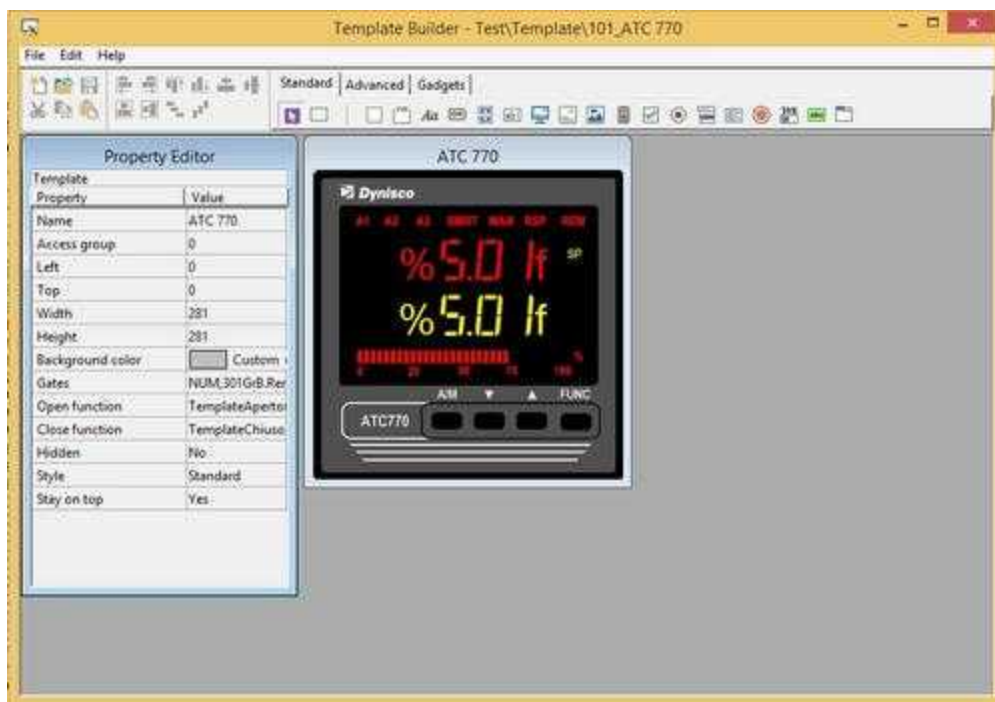 Template Builder - Test\Template\101_ATC 770
File Edit Help
Standard Advanced Gadgets
Aa
Property Editor
ATC 770
Template
Property Value
Name ATC 770
Access group 0
Left 0
Top 0
Width 281
Height 281
Background color Custom
Gates NUM,301GrB.Rer
Open function TemplateAperto
Close function TemplateChiuso
Hidden No
Style Standard
Stay on top Yes
Dynisco
A1 A2 A3 SMRT MAN RSP REM
%5.0 lf SP
%5.0 lf
%
0 25 50 75 100
A/M ▼ ▲ FUNC
ATC770